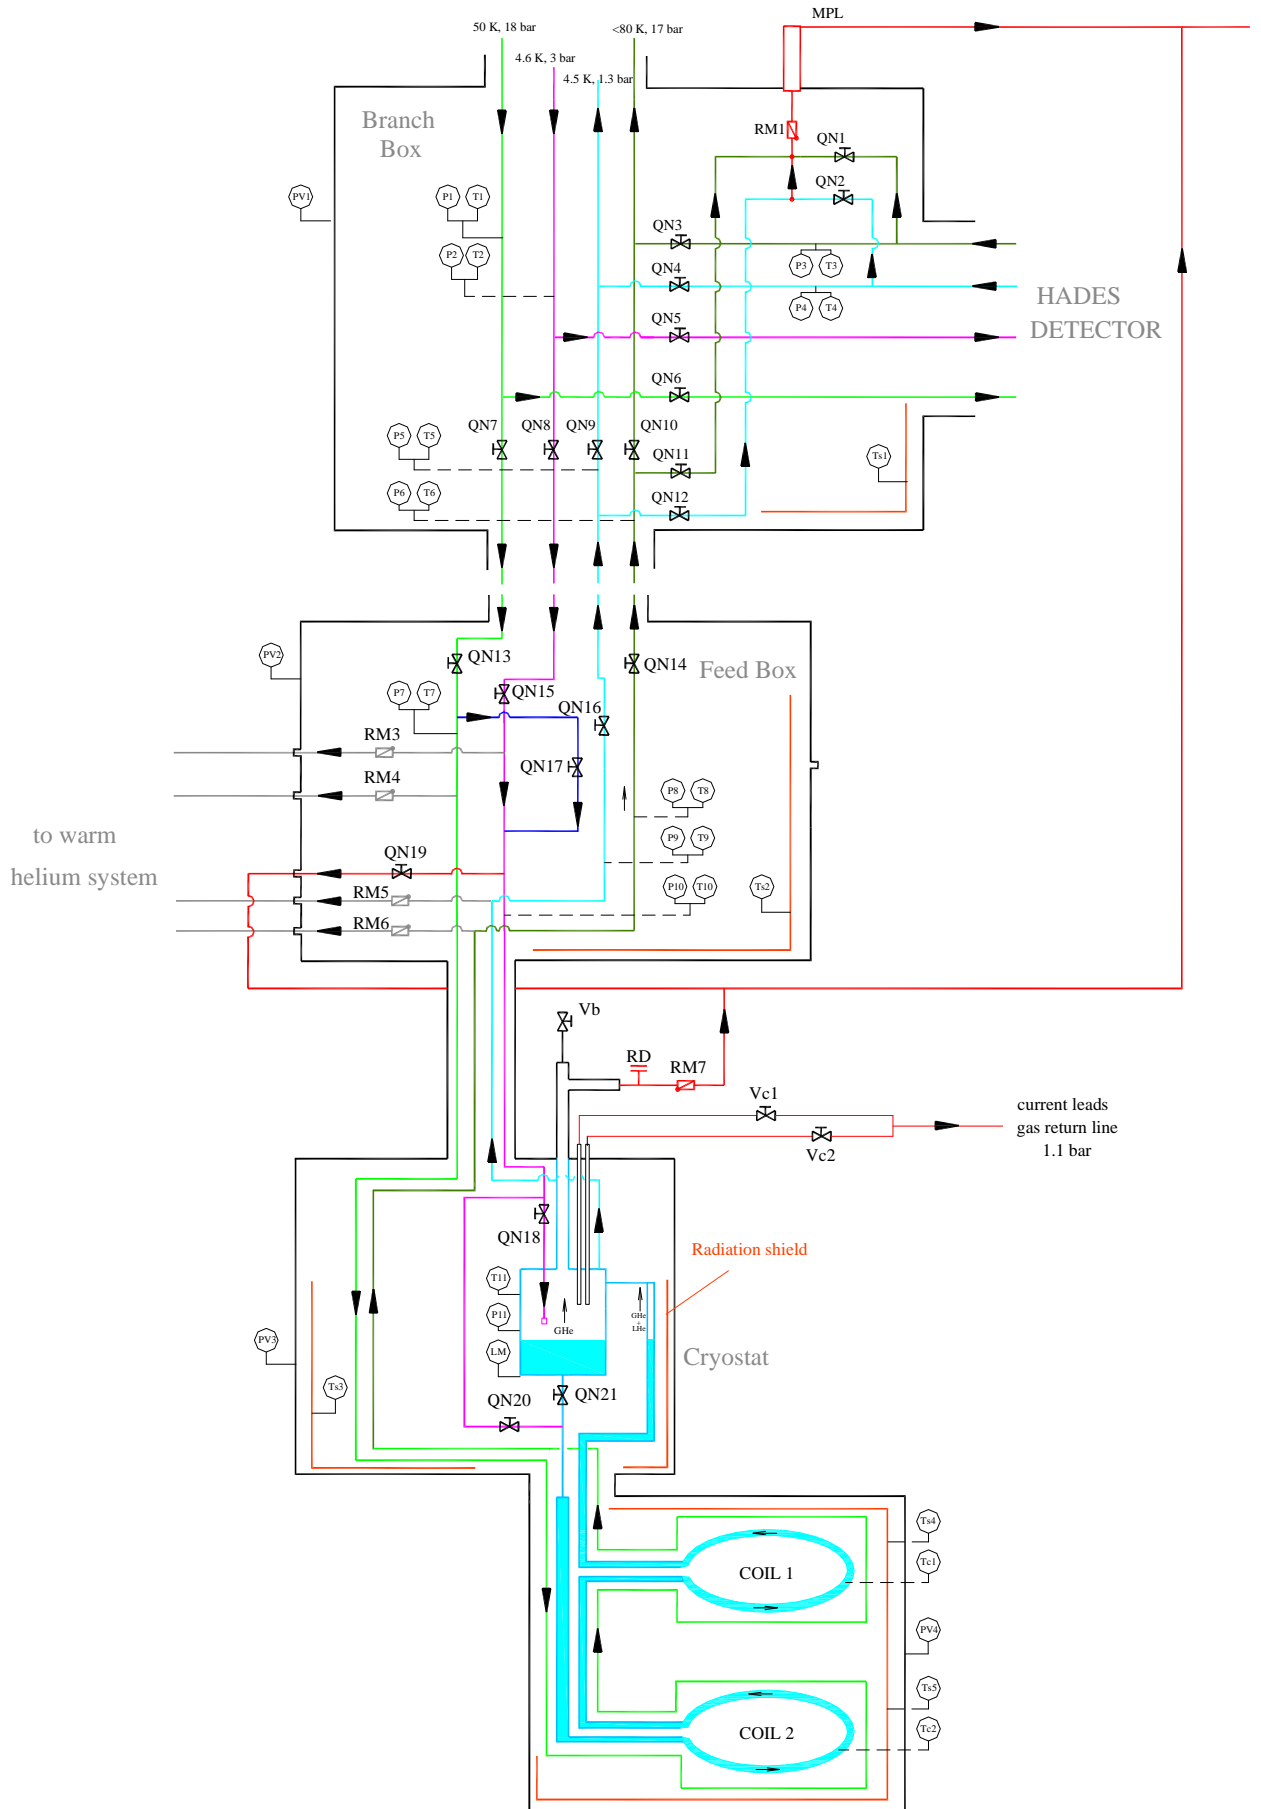 MPL
50 K, 18 bar
<80 K, 17 bar
4.6 K, 3 bar
4.5 K, 1.3 bar
Branch
Box
RM1
QN1
QN2
PV1
P1
T1
QN3
P2
T2
P3
T3
QN4
HADES
DETECTOR
P4
T4
QN5
QN6
QN7
QN8
QN9
QN10
P5
T5
QN11
Ts1
P6
T6
QN12
PV2
QN13
QN14
Feed Box
P7
T7
QN15
QN16
RM3
QN17
RM4
P8
T8
to warm
helium system
P9
T9
QN19
P10
T10
Ts2
RM5
RM6
Vb
RD
RM7
Vc1
current leads
gas return line
1.1 bar
Vc2
QN18
Radiation shield
T11
P11
GHe
GHe
+
LHe
PV3
LM
Cryostat
Ts3
QN20
QN21
Ts4
Tc1
COIL 1
PV4
Ts5
Tc2
COIL 2